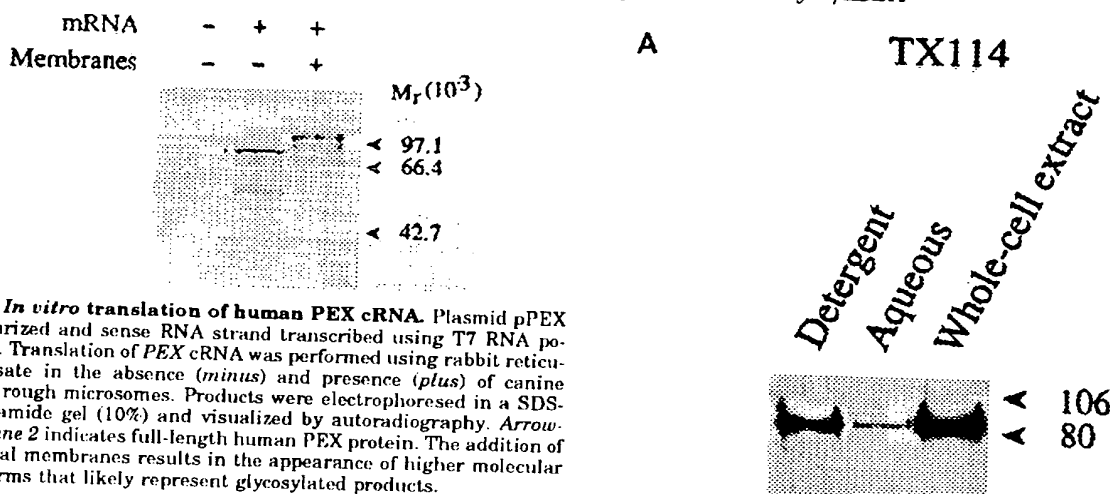 mRNA - + +
Membranes - - +
Mr(10-3)
97.1
66.4
42.7
In vitro translation of human PEX cRNA. Plasmid pPEX
rized and sense RNA strand transcribed using T7 RNA po-
. Translation of PEX cRNA was performed using rabbit reticu-
sate in the absence (minus) and presence (plus) of canine
rough microsomes. Products were electrophoresed in a SDS-
amide gel (10%) and visualized by autoradiography. Arrow-
ne 2 indicates full-length human PEX protein. The addition of
al membranes results in the appearance of higher molecular
rms that likely represent glycosylated products.
A
TX114
Detergent
Aqueous
Whole-cell extract
106
80